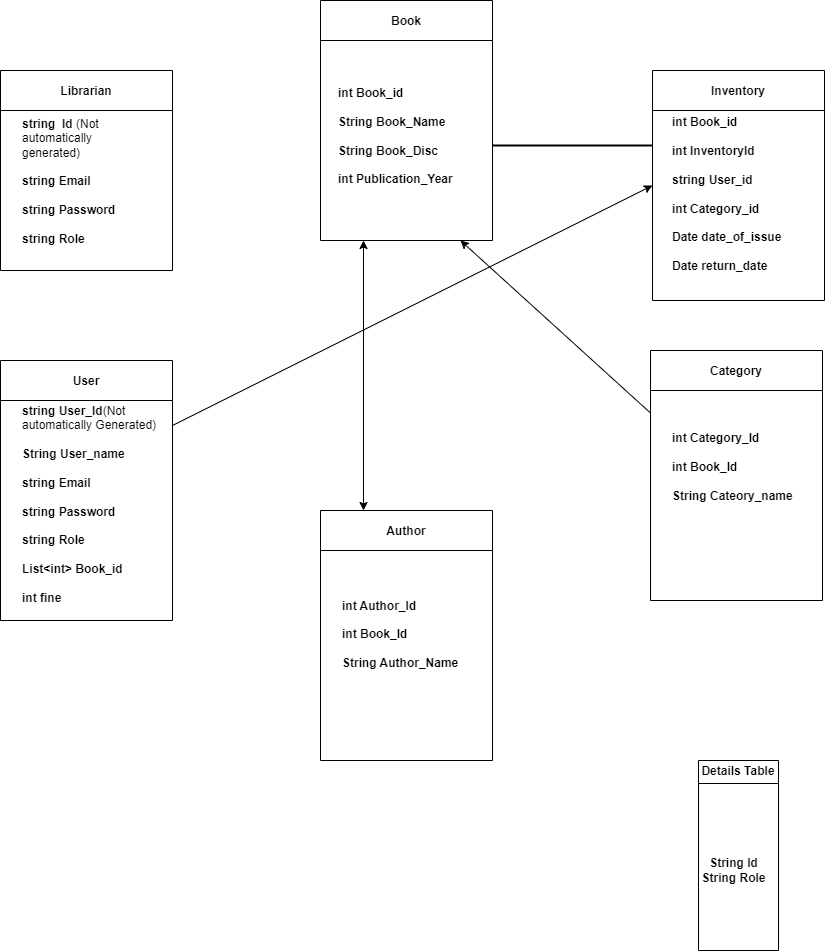 Book
int Book_id
String Book_Name
String Book_Disc
int Publication_Year
Librarian
string  Id (Not
automatically
generated)
string Email
string Password
string Role
Inventory
int Book_id
int InventoryId
string User_id
int Category_id
Date date_of_issue
Date return_date
User
string User_Id(Not
automatically Generated)
String User_name
string Email
string Password
string Role
List<int> Book_id
int fine
Category
int Category_Id
int Book_Id
String Cateory_name
Author
int Author_Id
int Book_Id
String Author_Name
Details Table
String Id
String Role